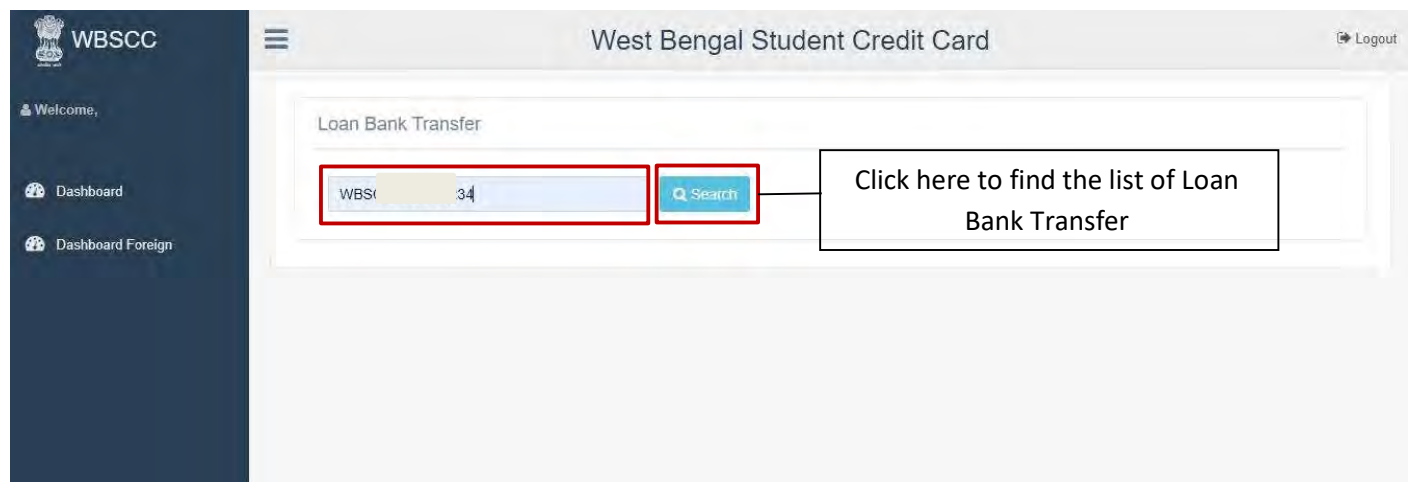 WBSCC
West Bengal Student Credit Card
Logout
Welcome,
Loan Bank Transfer
WBSC 34
Search
Click here to find the list of Loan
Bank Transfer
Dashboard
Dashboard Foreign